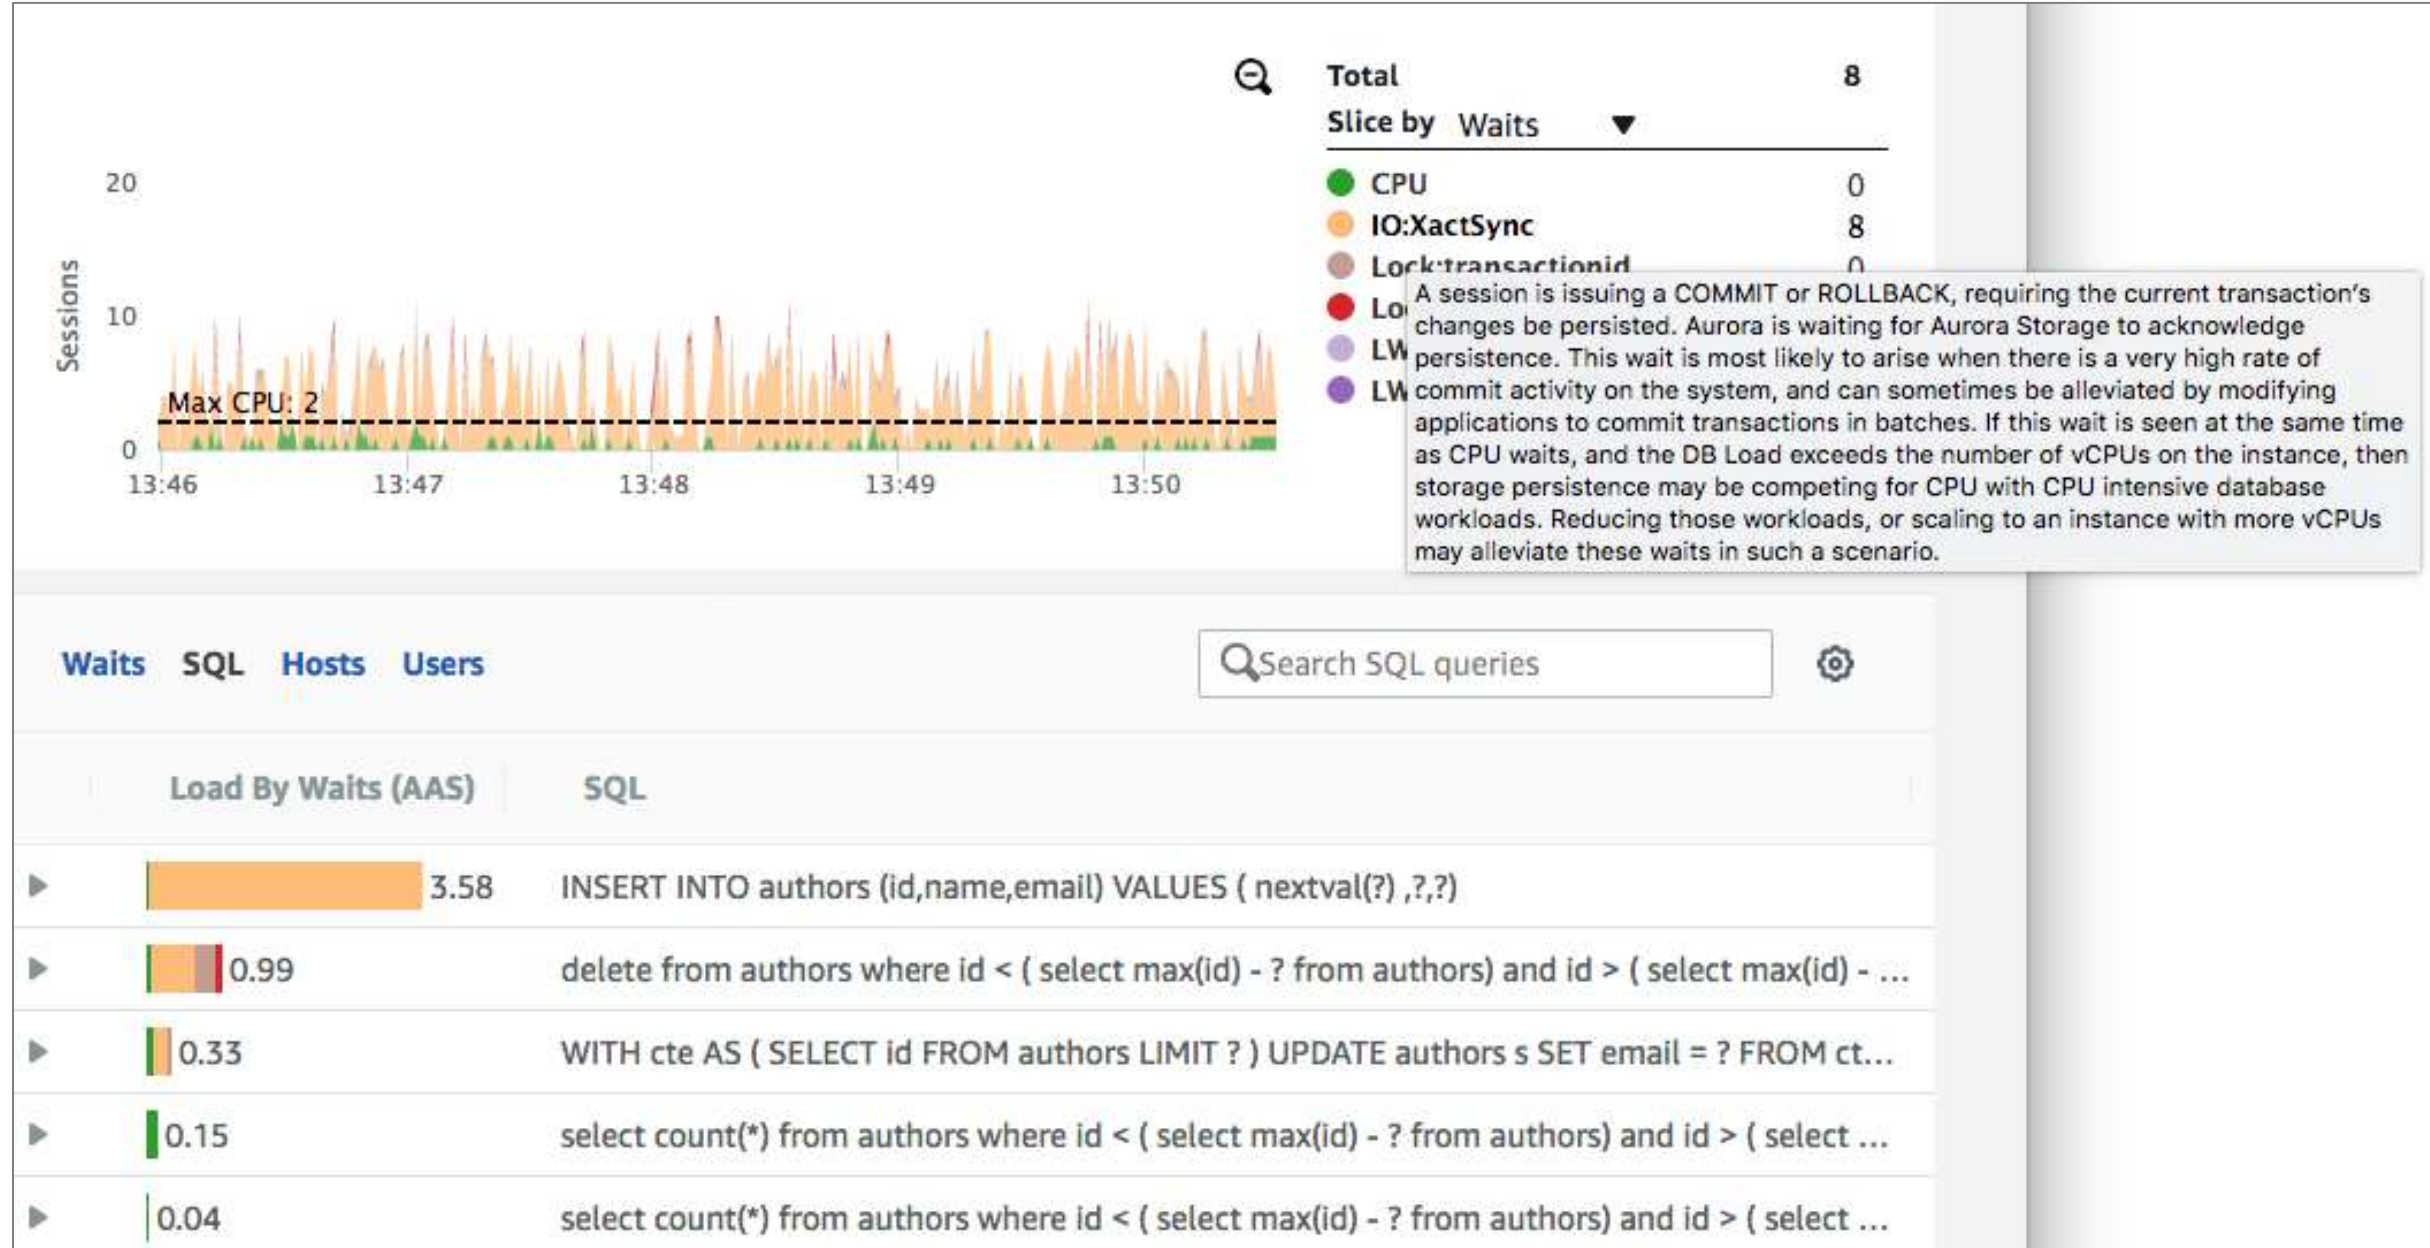 Total 8
Slice by Waits
CPU 0
IO:XactSync 8
Lock:transactionid 0
Lo
LW
LW
A session is issuing a COMMIT or ROLLBACK, requiring the current transaction's
changes be persisted. Aurora is waiting for Aurora Storage to acknowledge
persistence. This wait is most likely to arise when there is a very high rate of
commit activity on the system, and can sometimes be alleviated by modifying
applications to commit transactions in batches. If this wait is seen at the same time
as CPU waits, and the DB Load exceeds the number of vCPUs on the instance, then
storage persistence may be competing for CPU with CPU intensive database
workloads. Reducing those workloads, or scaling to an instance with more vCPUs
may alleviate these waits in such a scenario.
Sessions
20
10
0
Max CPU: 2
13:46 13:47 13:48 13:49 13:50
Waits SQL Hosts Users
Search SQL queries
Load By Waits (AAS) SQL
3.58 INSERT INTO authors (id,name,email) VALUES ( nextval(?) ,?,?)
0.99 delete from authors where id < ( select max(id) - ? from authors) and id > ( select max(id) - ...
0.33 WITH cte AS ( SELECT id FROM authors LIMIT ? ) UPDATE authors s SET email = ? FROM ct...
0.15 select count(*) from authors where id < ( select max(id) - ? from authors) and id > ( select ...
0.04 select count(*) from authors where id < ( select max(id) - ? from authors) and id > ( select ...